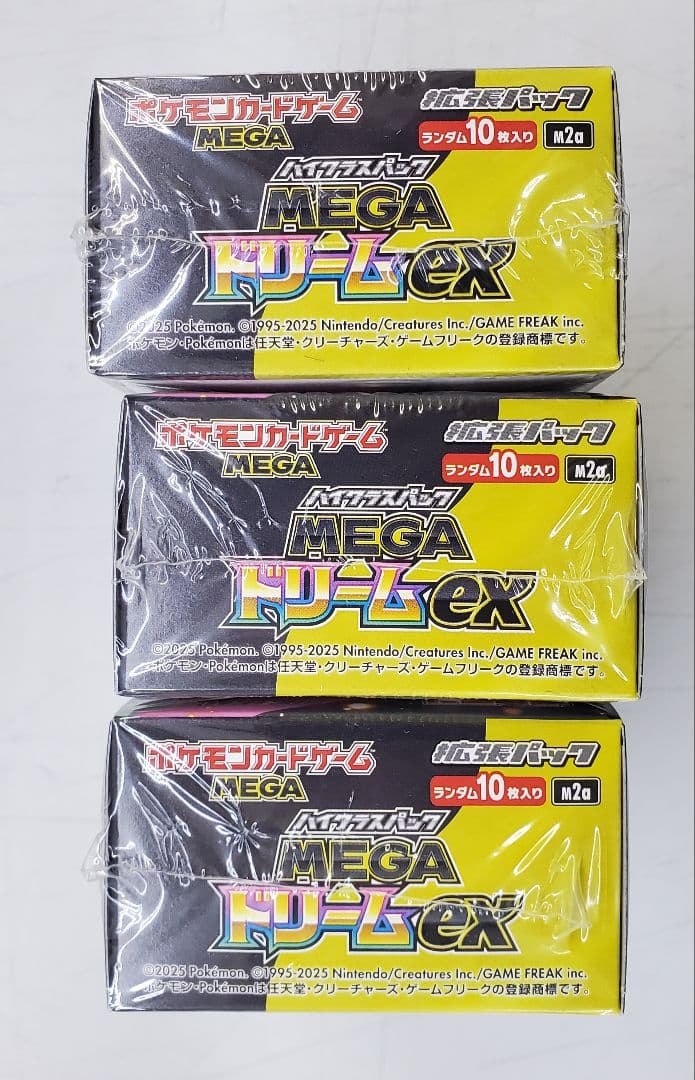 ポケモンカードゲーム
MEGA
拡張パック
ランダム10枚入り M2a
ハイクラスパック
MEGA
ドリームex
©2025 Pokémon. ©1995-2025 Nintendo/Creatures Inc./GAME FREAK inc.
ポケモン・Pokémonは任天堂・クリーチャーズ・ゲームフリークの登録商標です。
ポケモンカードゲーム
MEGA
拡張パック
ランダム10枚入り M2a
ハイクラスパック
MEGA
ドリームex
©2025 Pokémon. ©1995-2025 Nintendo/Creatures Inc./GAME FREAK inc.
ポケモン・Pokémonは任天堂・クリーチャーズ・ゲームフリークの登録商標です。
ポケモンカードゲーム
MEGA
拡張パック
ランダム10枚入り M2a
ハイクラスパック
MEGA
ドリームex
©2025 Pokémon. ©1995-2025 Nintendo/Creatures Inc./GAME FREAK inc.
ポケモン・Pokémonは任天堂・クリーチャーズ・ゲームフリークの登録商標です。